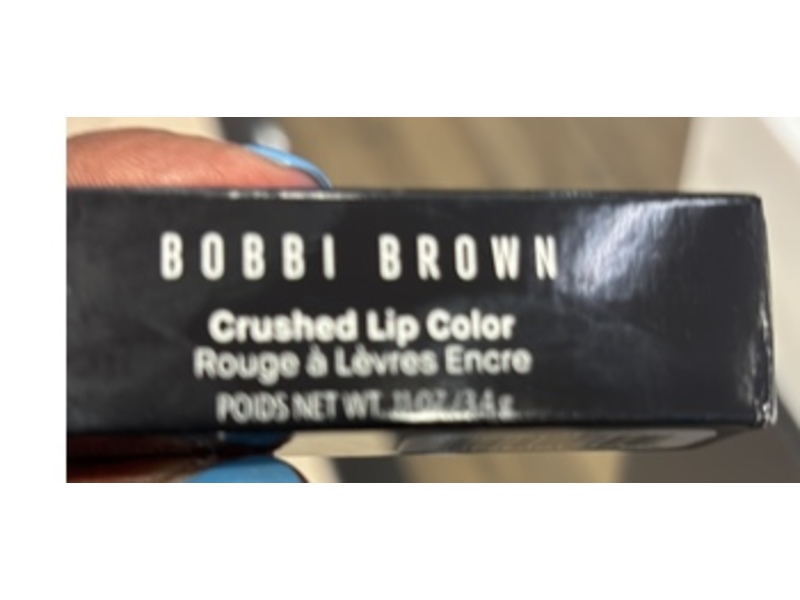 BOBBI BROWN
Crushed Lip Color
Rouge à Lèvres Encre
POIDS NET WT. .11 OZ / 3.4 g